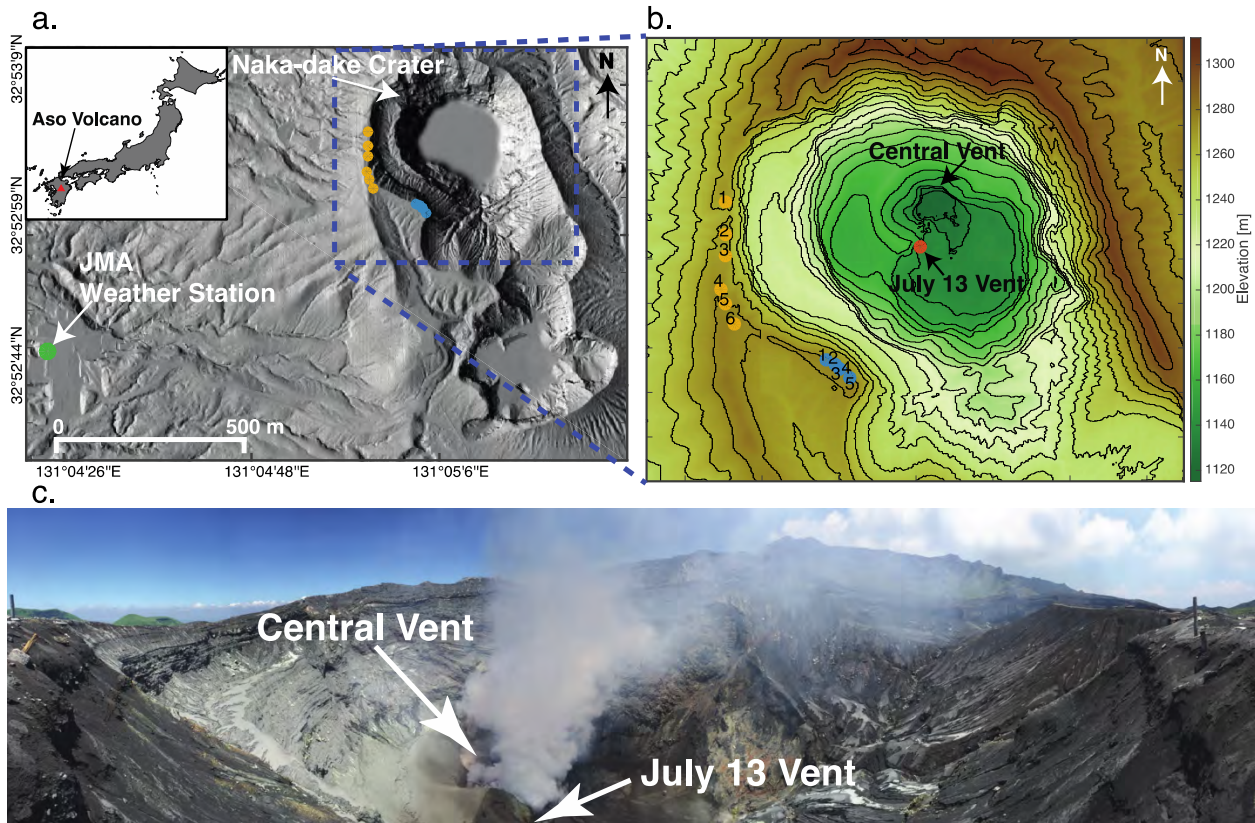 a.
32°53'9"N
32°52'59"N
32°52'44"N
Aso Volcano
Naka-dake Crater
N
JMA
Weather Station
0
500 m
131°04'26"E
131°04'48"E
131°05'6"E
b.
N
Central Vent
July 13 Vent
1
2
3
4
5
6
1
2
3
4
5
1300
1280
1260
1240
1220
1200
1180
1160
1140
1120
Elevation [m]
c.
Central Vent
July 13 Vent